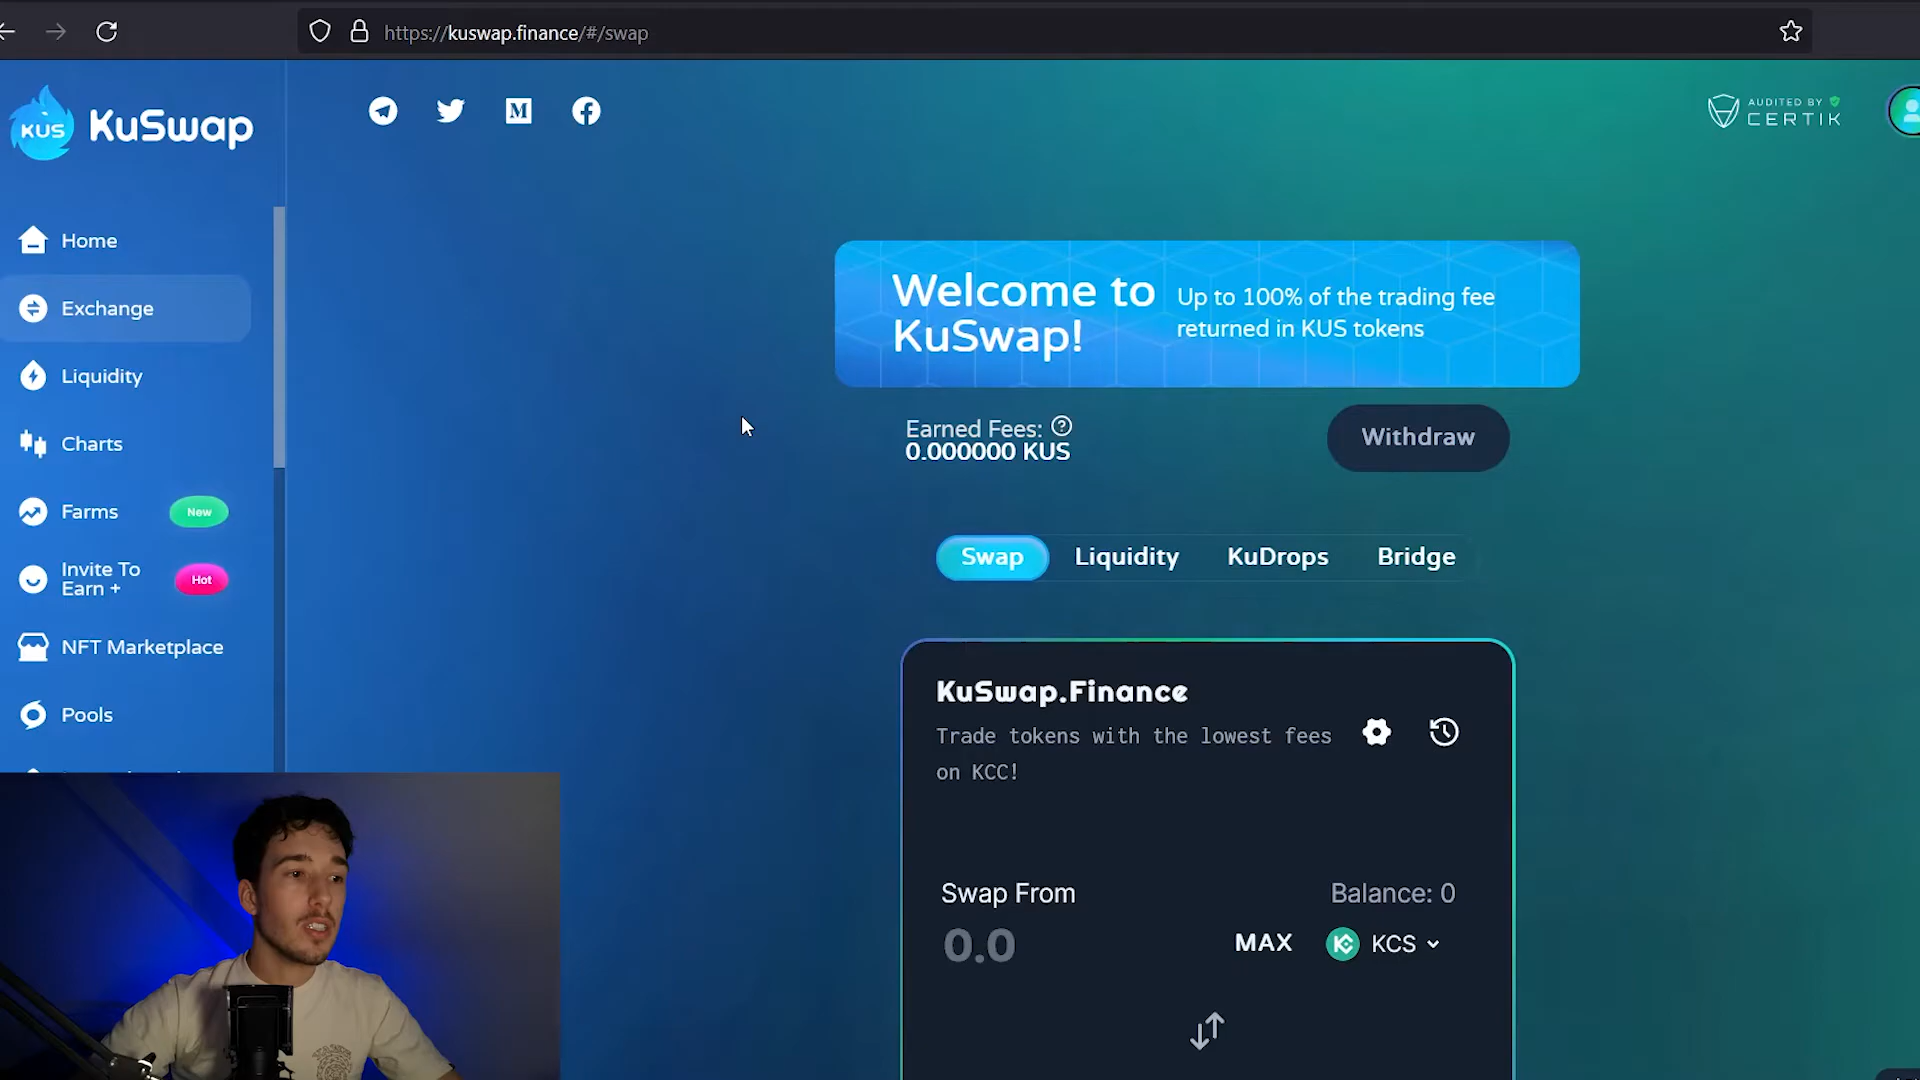 https://kuswap.finance/#/swap
KUS
KuSwap
M
AUDITED BY
CERTIK
Home
Exchange
Liquidity
Charts
Farms
New
Invite To
Earn +
Hot
NFT Marketplace
Pools
Welcome to
KuSwap!
Up to 100% of the trading fee
returned in KUS tokens
Earned Fees: ?
0.000000 KUS
Withdraw
Swap
Liquidity
KuDrops
Bridge
KuSwap.Finance
Trade tokens with the lowest fees
on KCC!
Swap From
Balance: 0
0.0
MAX
KCS